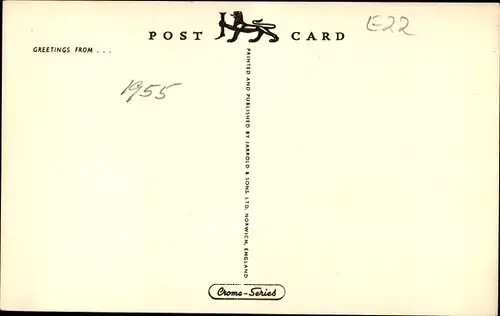 POST CARD
E22
GREETINGS FROM . . .
1955
PRINTED AND PUBLISHED BY JARROLD & SONS, LTD, NORWICH, ENGLAND
Crome-Series